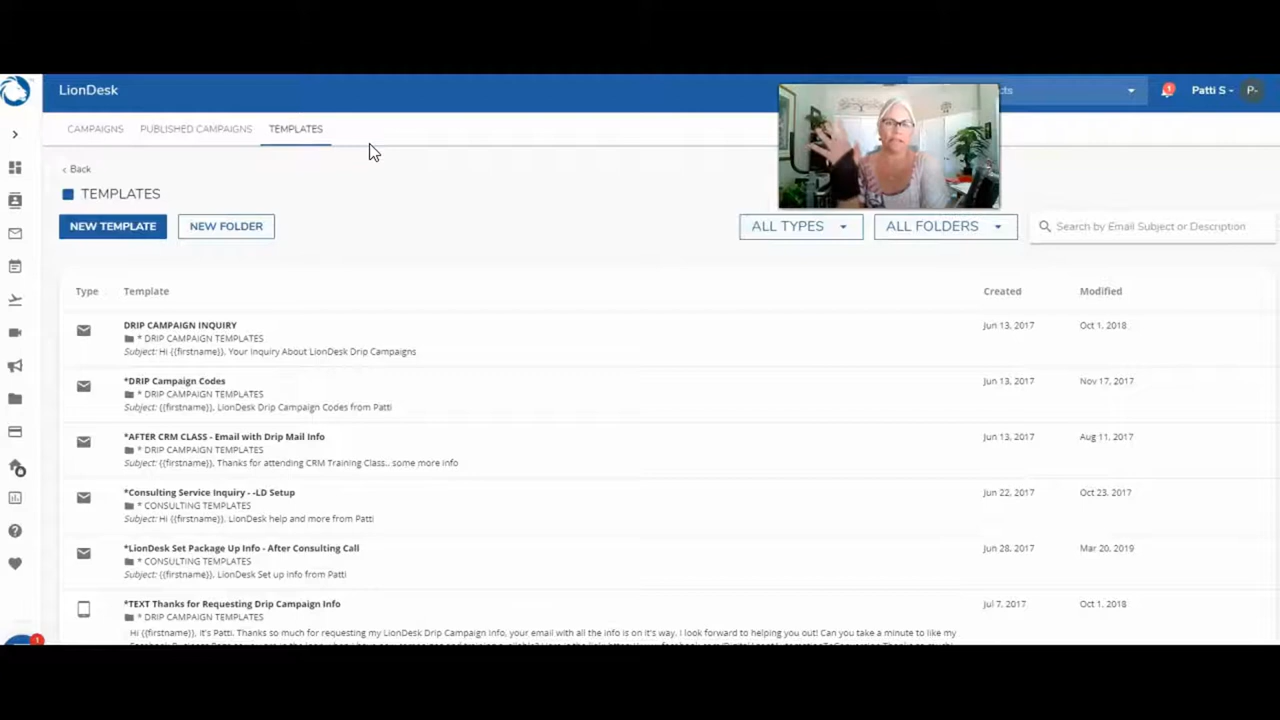 LionDesk
Patti S
P-
1
CAMPAIGNS
PUBLISHED CAMPAIGNS
TEMPLATES
< Back
TEMPLATES
NEW TEMPLATE
NEW FOLDER
ALL TYPES
ALL FOLDERS
Search by Email Subject or Description
Type Template Created Modified
DRIP CAMPAIGN INQUIRY Jun 13, 2017 Oct 1, 2018
* DRIP CAMPAIGN TEMPLATES
Subject: Hi {{firstname}}, Your Inquiry About LionDesk Drip Campaigns
*DRIP Campaign Codes Jun 13, 2017 Nov 17, 2017
* DRIP CAMPAIGN TEMPLATES
Subject: {{firstname}}, LionDesk Drip Campaign Codes from Patti
*AFTER CRM CLASS - Email with Drip Mail Info Jun 13, 2017 Aug 11, 2017
* DRIP CAMPAIGN TEMPLATES
Subject: {{firstname}}, Thanks for attending CRM Training Class.. some more info
*Consulting Service Inquiry - -LD Setup Jun 22, 2017 Oct 23, 2017
* CONSULTING TEMPLATES
Subject: Hi {{firstname}}, LionDesk help and more from Patti
*LionDesk Set Package Up Info - After Consulting Call Jun 28, 2017 Mar 20, 2019
* CONSULTING TEMPLATES
Subject: {{firstname}}, LionDesk Set up Info from Patti
*TEXT Thanks for Requesting Drip Campaign Info Jul 7, 2017 Oct 1, 2018
* DRIP CAMPAIGN TEMPLATES
Hi {{firstname}}, it's Patti. Thanks so much for requesting my LionDesk Drip Campaign Info, your email with all the info is on it's way. I look forward to helping you out! Can you take a minute to like my
1